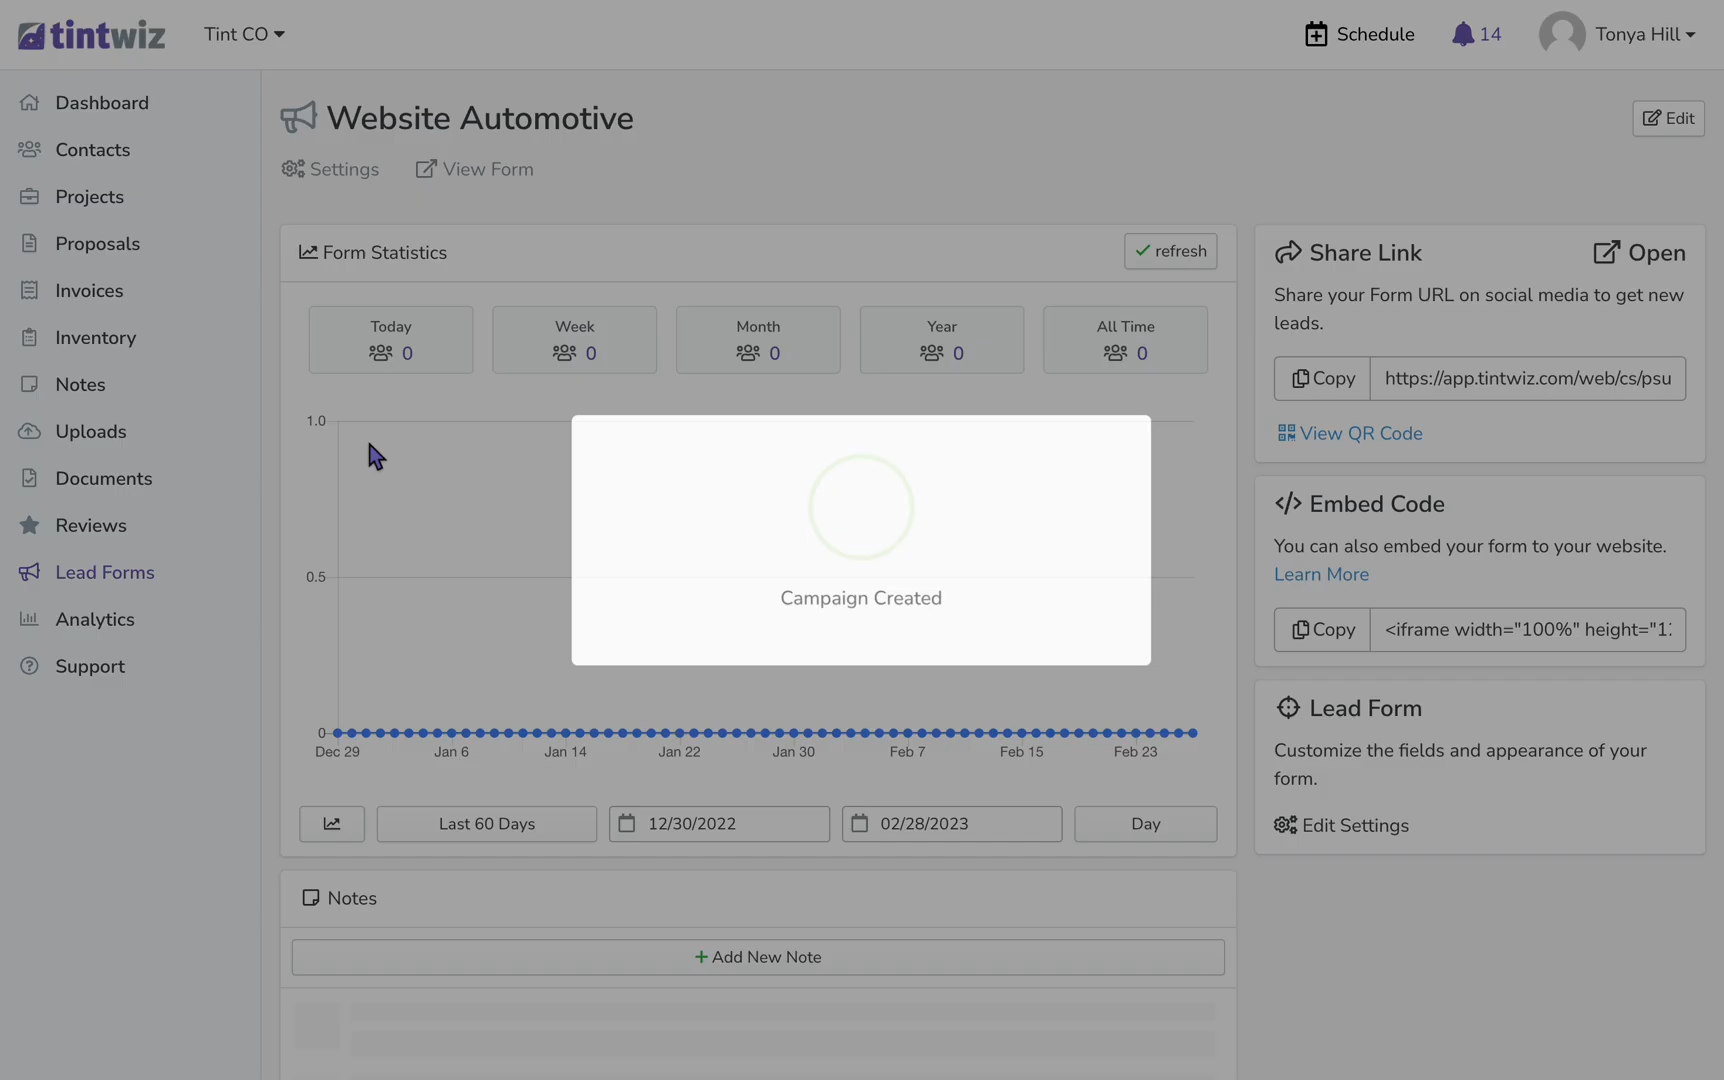 tintwiz
Tint CO
Schedule
14
Tonya Hill
Dashboard
Contacts
Projects
Proposals
Invoices
Inventory
Notes
Uploads
Documents
Reviews
Lead Forms
Analytics
Support
Website Automotive
Edit
Settings
View Form
Form Statistics
refresh
Today
0
Week
0
Month
0
Year
0
All Time
0
1.0
0.5
0
Dec 29 Jan 6 Jan 14 Jan 22 Jan 30 Feb 7 Feb 15 Feb 23
Campaign Created
Last 60 Days
12/30/2022
02/28/2023
Day
Notes
+ Add New Note
Share Link
Open
Share your Form URL on social media to get new
leads.
Copy
https://app.tintwiz.com/web/cs/psu
View QR Code
</> Embed Code
You can also embed your form to your website.
Learn More
Copy
<iframe width="100%" height="1
Lead Form
Customize the fields and appearance of your
form.
Edit Settings